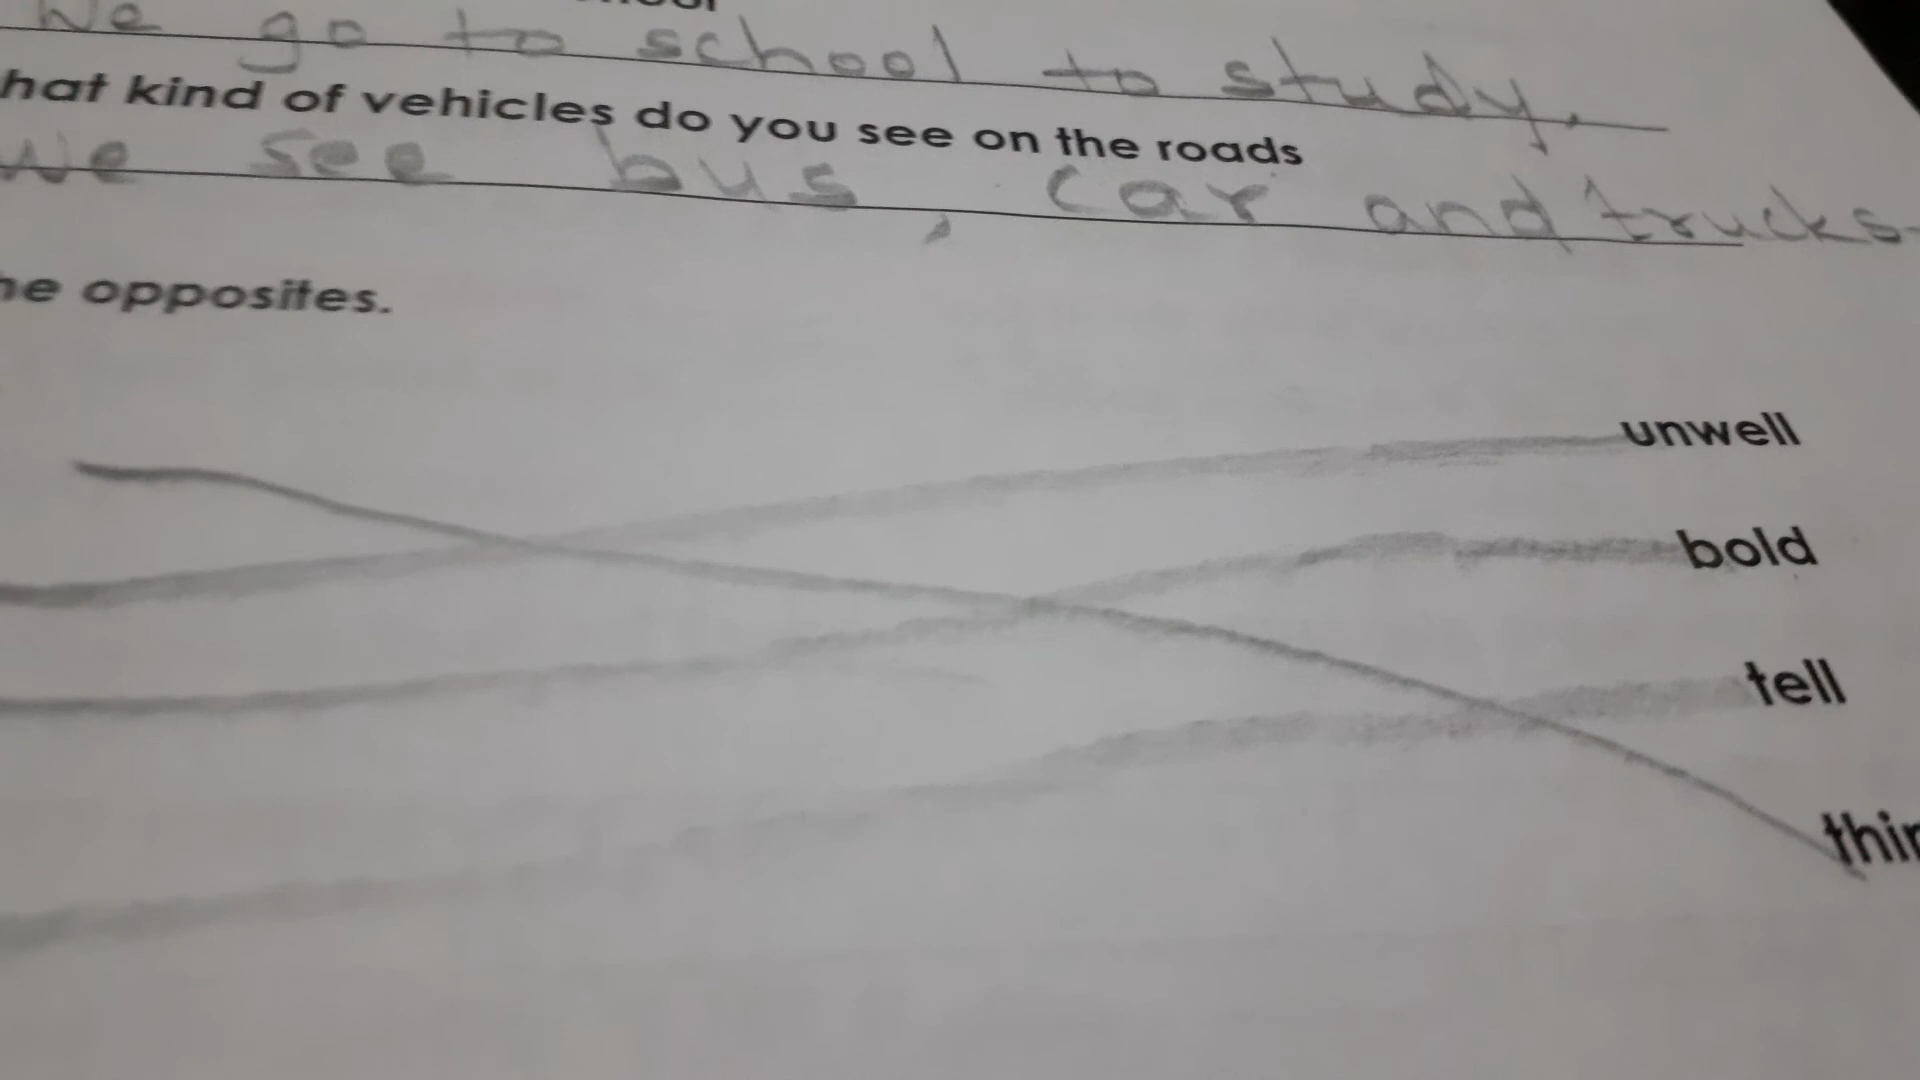 We go to school to study.
hat kind of vehicles do you see on the roads
We see bus, car and trucks.
he opposites.
unwell
bold
tell